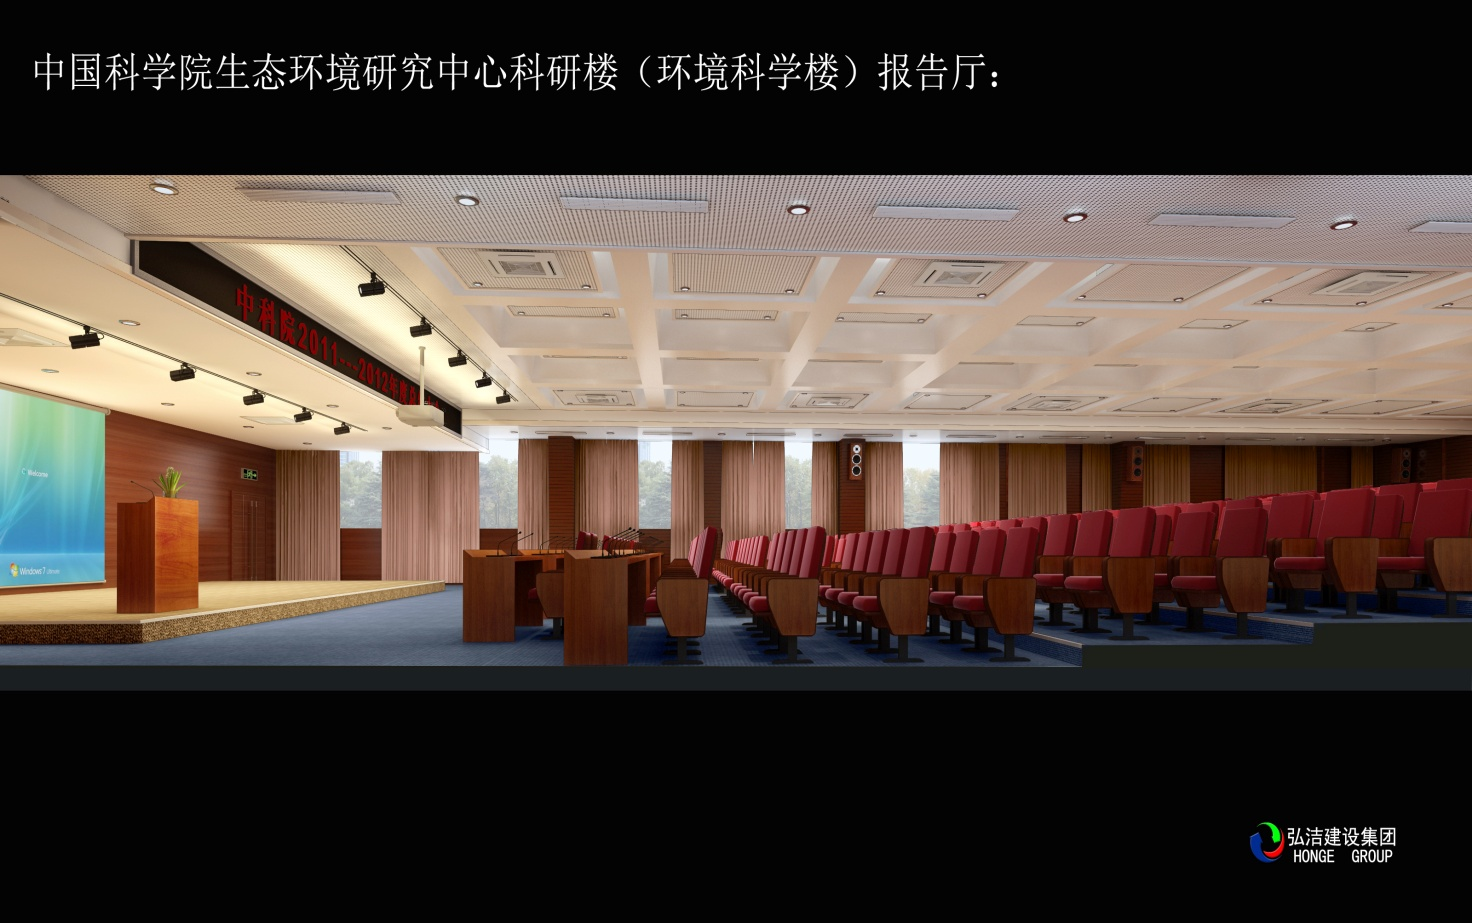 中国科学院生态环境研究中心科研楼（环境科学楼）报告厅：
中科院2011---2012年度
Welcome
Windows 7
弘洁建设集团
HONGE GROUP